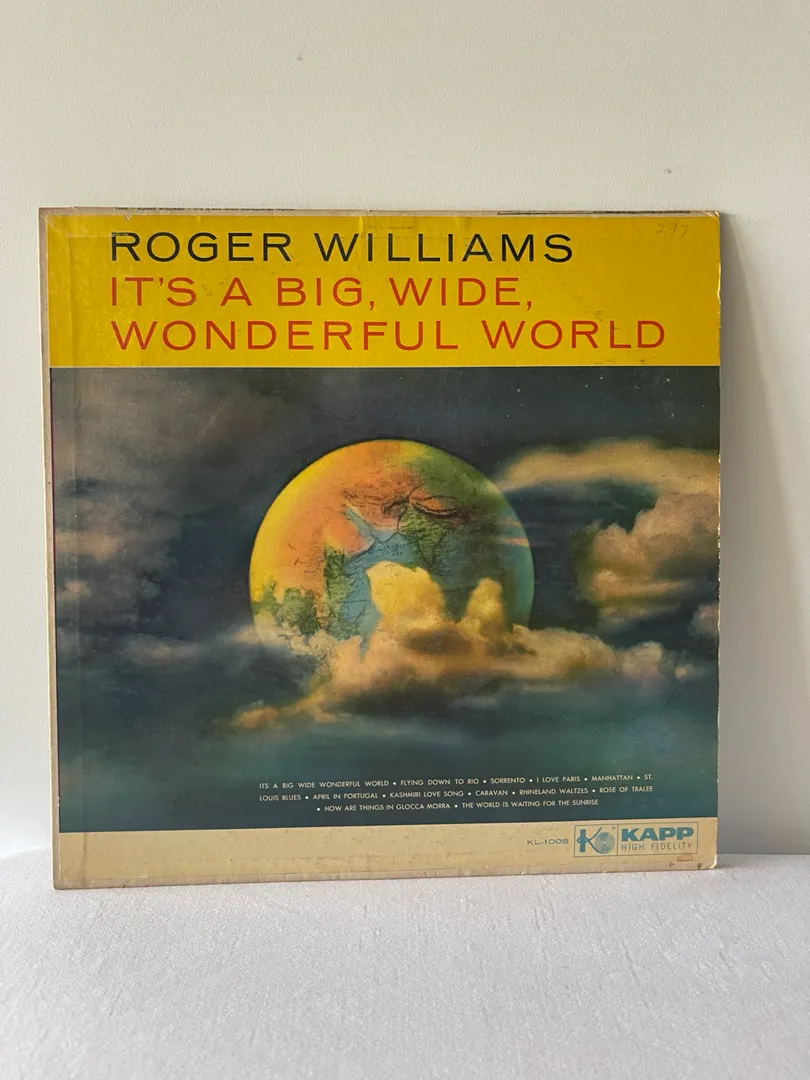 ROGER WILLIAMS
297
IT'S A BIG, WIDE,
WONDERFUL WORLD
ITS A BIG WIDE WONDERFUL WORLD • FLYING DOWN TO RIO • SORRENTO • I LOVE PARIS • MANHATTAN • ST.
LOUIS BLUES • APRIL IN PORTUGAL • KASHMIRI LOVE SONG • CARAVAN • RHINELAND WALTZES • ROSE OF TRALEE
• HOW ARE THINGS IN GLOCCA MORRA • THE WORLD IS WAITING FOR THE SUNRISE
KL-1008
K
KAPP
HIGH FIDELITY